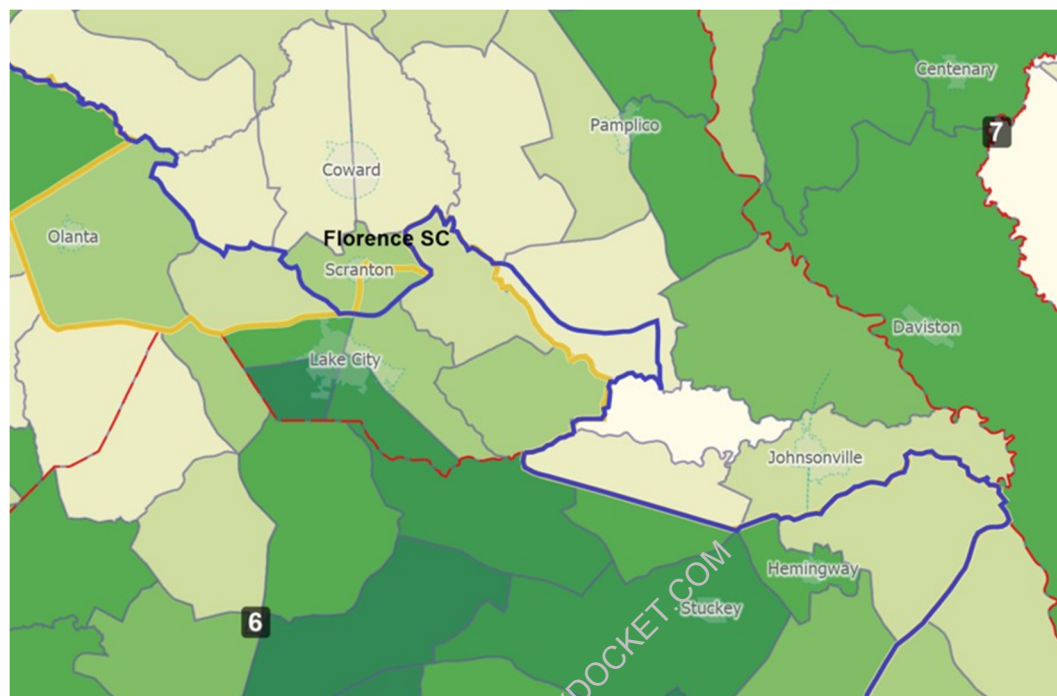 Centenary
7
Pamplico
Coward
Olanta
Florence SC
Scranton
Daviston
Lake City
Johnsonville
Hemingway
Stuckey
6
DOCKET.COM